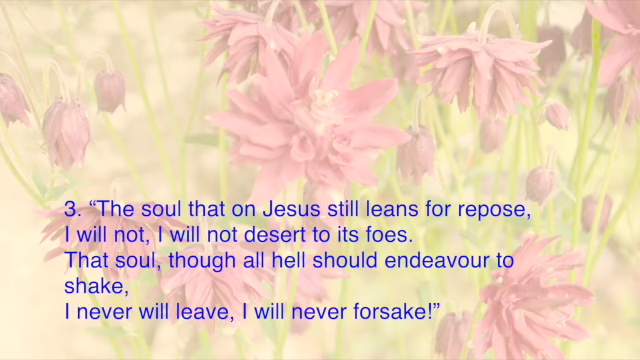 3. “The soul that on Jesus still leans for repose,
I will not, I will not desert to its foes.
That soul, though all hell should endeavour to
shake,
I never will leave, I will never forsake!”